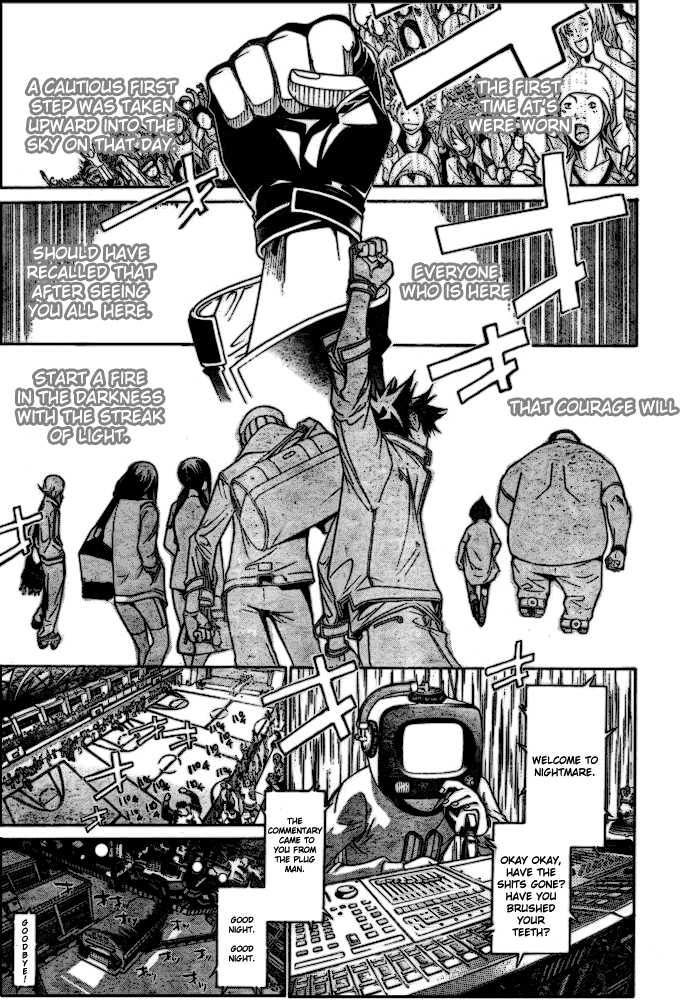 THE FIRST
TIME AT'S
WERE WORN
A CAUTIOUS FIRST
STEP WAS TAKEN
UPWARD INTO THE
SKY ON THAT DAY.
EVERYONE
WHO IS HERE
SHOULD HAVE
RECALLED THAT
AFTER SEEING
YOU ALL HERE.
THAT COURAGE WILL
START A FIRE
IN THE DARKNESS
WITH THE STREAK
OF LIGHT.
WELCOME TO
NIGHTMARE.
OKAY OKAY,
HAVE THE
SHITS GONE?
HAVE YOU
BRUSHED
YOUR
TEETH?
THE
COMMENTARY
CAME TO
YOU FROM
THE PLUG
MAN.
GOOD
NIGHT.
GOOD
NIGHT.
GOODBYE!